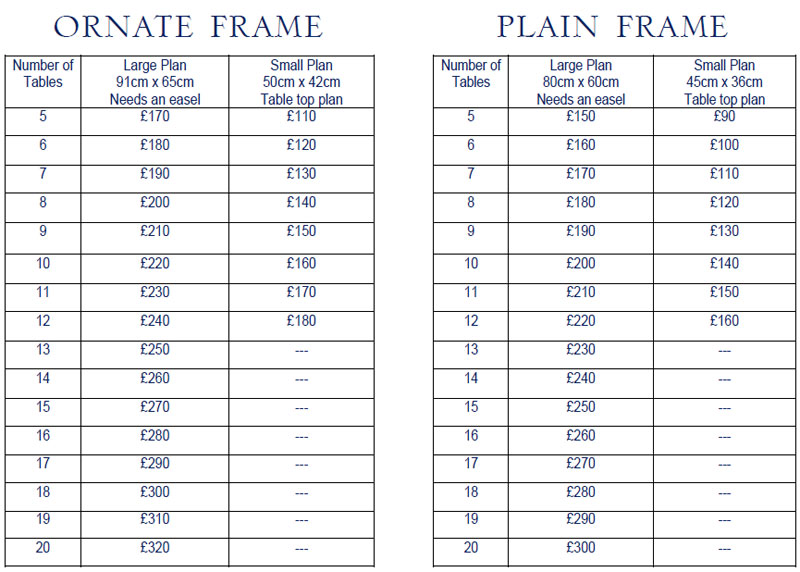 ORNATE FRAME
Number of Tables | Large Plan 91cm x 65cm Needs an easel | Small Plan 50cm x 42cm Table top plan
5 £170 £110
6 £180 £120
7 £190 £130
8 £200 £140
9 £210 £150
10 £220 £160
11 £230 £170
12 £240 £180
13 £250 ---
14 £260 ---
15 £270 ---
16 £280 ---
17 £290 ---
18 £300 ---
19 £310 ---
20 £320 ---
PLAIN FRAME
Number of Tables | Large Plan 80cm x 60cm Needs an easel | Small Plan 45cm x 36cm Table top plan
5 £150 £90
6 £160 £100
7 £170 £110
8 £180 £120
9 £190 £130
10 £200 £140
11 £210 £150
12 £220 £160
13 £230 ---
14 £240 ---
15 £250 ---
16 £260 ---
17 £270 ---
18 £280 ---
19 £290 ---
20 £300 ---